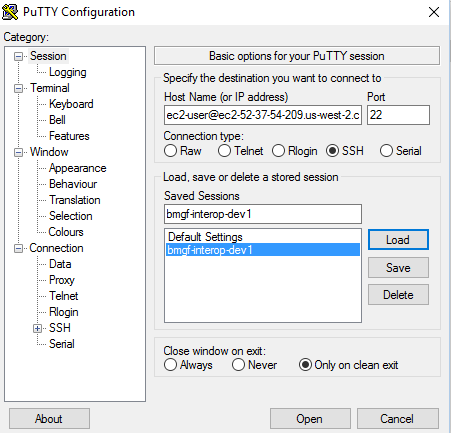 PuTTY Configuration
Category:
Session
Logging
Terminal
Keyboard
Bell
Features
Window
Appearance
Behaviour
Translation
Selection
Colours
Connection
Data
Proxy
Telnet
Rlogin
SSH
Serial
Basic options for your PuTTY session
Specify the destination you want to connect to
Host Name (or IP address) Port
ec2-user@ec2-52-37-54-209.us-west-2.c 22
Connection type:
Raw Telnet Rlogin SSH Serial
Load, save or delete a stored session
Saved Sessions
bmgf-interop-dev1
Default Settings
bmgf-interop-dev1
Load
Save
Delete
Close window on exit:
Always Never Only on clean exit
About Open Cancel